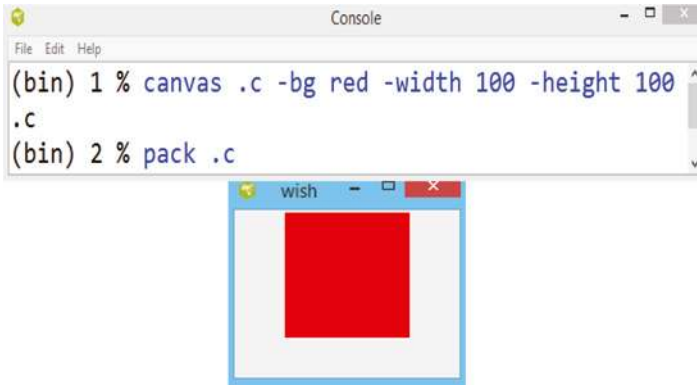 Console
File Edit Help
(bin) 1 % canvas .c -bg red -width 100 -height 100
.c
(bin) 2 % pack .c
wish